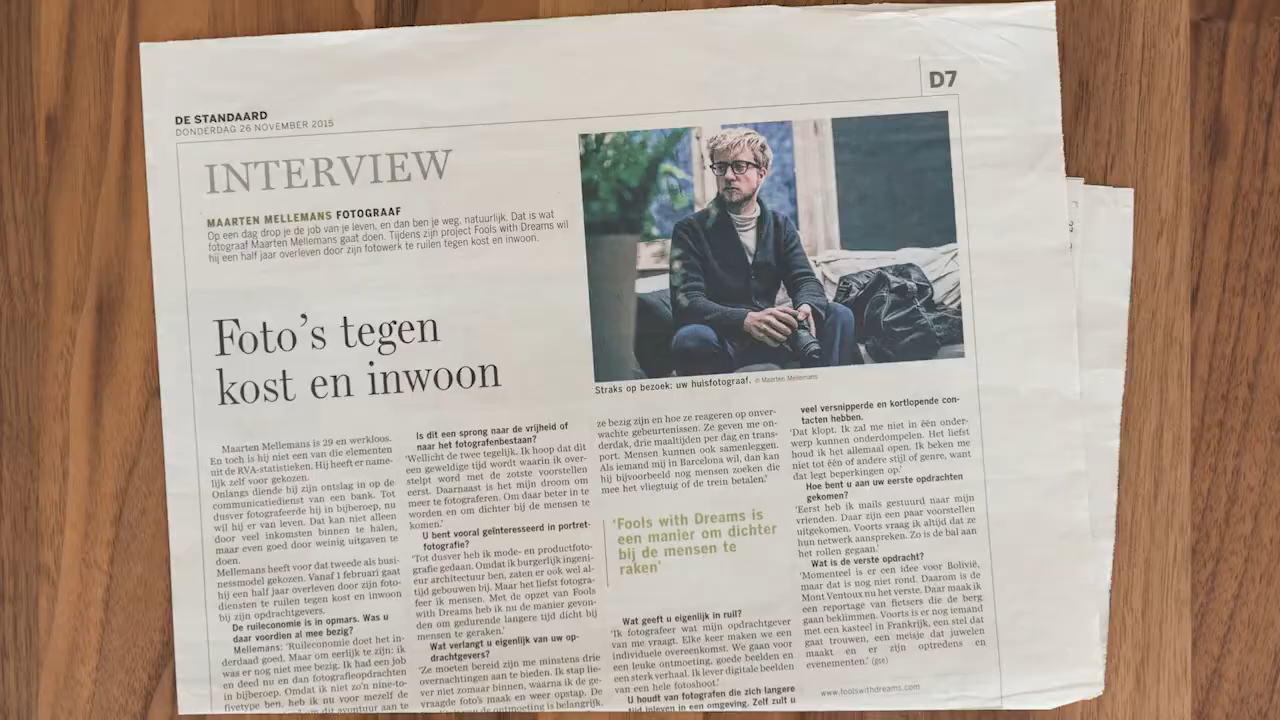 DE STANDAARD
DONDERDAG 26 NOVEMBER 2015
D7
INTERVIEW
MAARTEN MELLEMANS FOTOGRAAF
Op een dag drop je de job van je leven, en dan ben je weg, natuurlijk. Dat is wat
fotograaf Maarten Mellemans gaat doen. Tijdens zijn project Fools with Dreams wil
hij een half jaar overleven door zijn fotowerk te ruilen tegen kost en inwoon.
Foto’s tegen
kost en inwoon
Straks op bezoek: uw huisfotograaf. © Maarten Mellemans
Maarten Mellemans is 29 en werkloos.
En toch is hij niet een van die elementen
uit de RVA-statistieken. Hij heeft er name-
lijk zelf voor gekozen.
Onlangs diende hij zijn ontslag in op de
communicatiedienst van een bank. Tot
dusver fotografeerde hij in bijberoep, nu
wil hij er van leven. Dat kan niet alleen
door veel inkomsten binnen te halen,
maar even goed door weinig uitgaven te
doen.
Mellemans heeft voor dat tweede als busi-
nessmodel gekozen. Vanaf 1 februari gaat
hij een half jaar overleven door zijn foto-
diensten te ruilen tegen kost en inwoon
bij zijn opdrachtgevers.
De ruileconomie is in opmars. Was u
daar voordien al mee bezig?
Mellemans: ‘Ruileconomie doet het in-
derdaad goed. Maar om eerlijk te zijn: ik
was er nog niet mee bezig. Ik had een job
en deed nu en dan fotografieopdrachten
in bijberoep. Omdat ik niet zo’n nine-to-
fivetype ben, heb ik nu voor mezelf de
om dit avontuur aan te
Is dit een sprong naar de vrijheid of
naar het fotografenbestaan?
‘Wellicht de twee tegelijk. Ik hoop dat dit
een geweldige tijd wordt waarin ik over-
stelpt word met de zotste voorstellen
eerst. Daarnaast is het mijn droom om
meer te fotograferen. Om daar beter in te
worden en om dichter bij de mensen te
komen.’
U bent vooral geïnteresseerd in portret-
fotografie?
‘Tot dusver heb ik mode- en productfoto-
grafie gedaan. Omdat ik burgerlijk ingeni-
eur architectuur ben, zaten er ook wel al-
tijd gebouwen bij. Maar het liefst fotogra-
feer ik mensen. Met de opzet van Fools
with Dreams heb ik nu de manier gevon-
den om gedurende langere tijd dicht bij
mensen te geraken.’
Wat verlangt u eigenlijk van uw op-
drachtgevers?
‘Ze moeten bereid zijn me minstens drie
overnachtingen aan te bieden. Ik stap lie-
ver niet zomaar binnen, waarna ik de ge-
vraagde foto’s maak en weer opstap. De
de ontmoeting is belangrijk.
ze bezig zijn en hoe ze reageren op onver-
wachte gebeurtenissen. Ze geven me on-
derdak, drie maaltijden per dag en trans-
port. Mensen kunnen ook samenleggen.
Als iemand mij in Barcelona wil, dan kan
hij bijvoorbeeld nog mensen zoeken die
mee het vliegtuig of de trein betalen.’
‘Fools with Dreams is
een manier om dichter
bij de mensen te
raken’
Wat geeft u eigenlijk in ruil?
‘Ik fotografeer wat mijn opdrachtgever
van me vraagt. Elke keer maken we een
individuele overeenkomst. We gaan voor
een leuke ontmoeting, goede beelden en
een sterk verhaal. Ik lever digitale beelden
van een hele fotoshoot.’
U houdt van fotografen die zich langere
tijd inleven in een omgeving. Zelf zult u
veel versnipperde en kortlopende con-
tacten hebben.
‘Dat klopt. Ik zal me niet in één onder-
werp kunnen onderdompelen. Het liefst
houd ik het allemaal open. Ik beken me
niet tot één of andere stijl of genre, want
dat legt beperkingen op.’
Hoe bent u aan uw eerste opdrachten
gekomen?
‘Eerst heb ik mails gestuurd naar mijn
vrienden. Daar zijn een paar voorstellen
uitgekomen. Voorts vraag ik altijd dat ze
hun netwerk aanspreken. Zo is de bal aan
het rollen gegaan.’
Wat is de verste opdracht?
‘Momenteel is er een idee voor Bolivië,
maar dat is nog niet rond. Daarom is de
Mont Ventoux nu het verste. Daar maak ik
een reportage van fietsers die de berg
gaan beklimmen. Voorts is er nog iemand
met een kasteel in Frankrijk, een stel dat
gaat trouwen, een meisje dat juwelen
maakt en er zijn optredens en
evenementen.’ (gse)
www.foolswithdreams.com